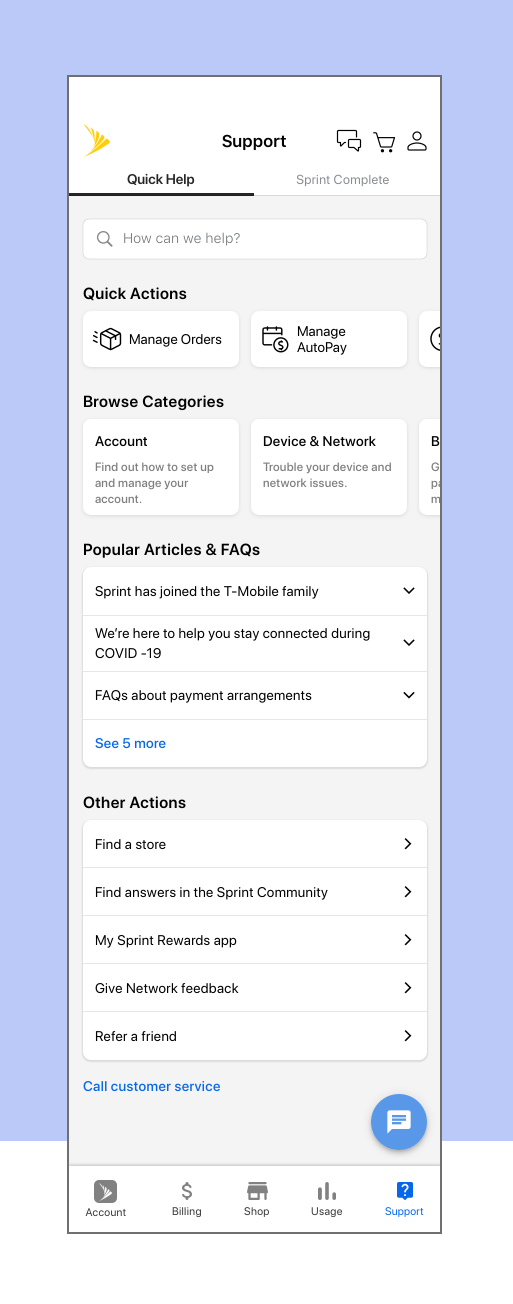 Support
Quick Help
Sprint Complete
How can we help?
Quick Actions
Manage Orders
Manage
AutoPay
Browse Categories
Account
Find out how to set up
and manage your
account.
Device & Network
Trouble your device and
network issues.
B
G
pa
m
Popular Articles & FAQs
Sprint has joined the T-Mobile family
We’re here to help you stay connected during
COVID -19
FAQs about payment arrangements
See 5 more
Other Actions
Find a store
Find answers in the Sprint Community
My Sprint Rewards app
Give Network feedback
Refer a friend
Call customer service
Account
Billing
Shop
Usage
Support